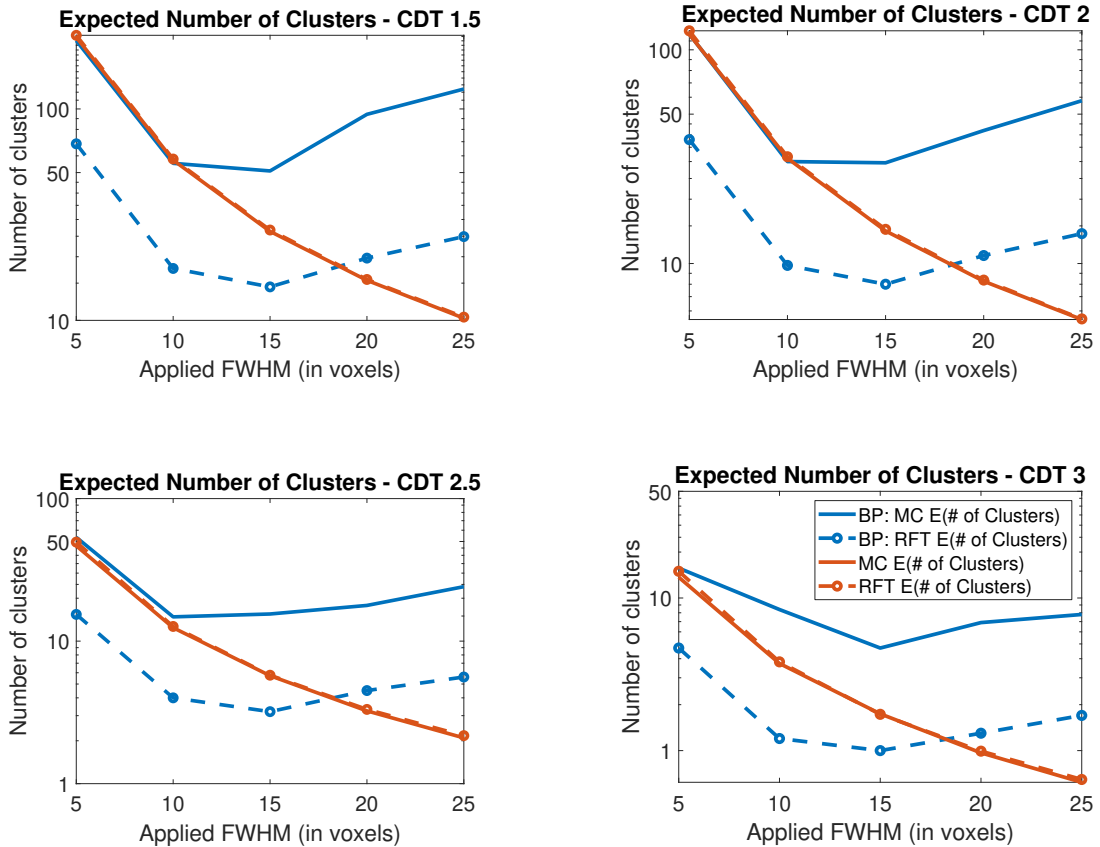 Expected Number of Clusters - CDT 1.5
Number of clusters
100
50
10
5 10 15 20 25
Applied FWHM (in voxels)
Expected Number of Clusters - CDT 2
Number of clusters
100
50
10
5 10 15 20 25
Applied FWHM (in voxels)
Expected Number of Clusters - CDT 2.5
Number of clusters
100
50
10
1
5 10 15 20 25
Applied FWHM (in voxels)
Expected Number of Clusters - CDT 3
Number of clusters
50
10
1
BP: MC E(# of Clusters)
BP: RFT E(# of Clusters)
MC E(# of Clusters)
RFT E(# of Clusters)
5 10 15 20 25
Applied FWHM (in voxels)